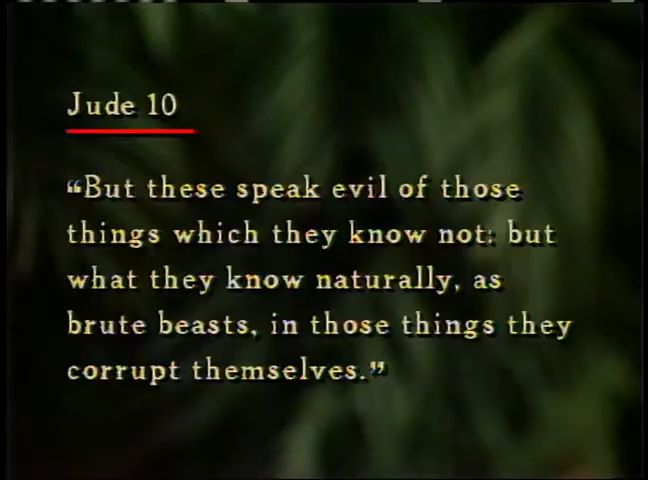 Jude 10
“But these speak evil of those
things which they know not: but
what they know naturally, as
brute beasts, in those things they
corrupt themselves.”